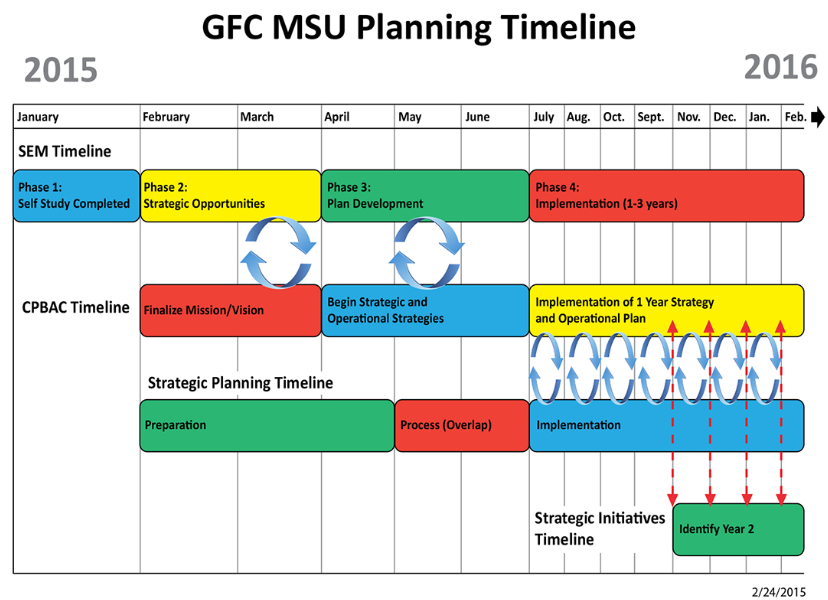 GFC MSU Planning Timeline
2015
2016
January February March April May June July Aug. Oct. Sept. Nov. Dec. Jan. Feb.
SEM Timeline
Phase 1:
Self Study Completed
Phase 2:
Strategic Opportunities
Phase 3:
Plan Development
Phase 4:
Implementation (1-3 years)
CPBAC Timeline
Finalize Mission/Vision
Begin Strategic and
Operational Strategies
Implementation of 1 Year Strategy
and Operational Plan
Strategic Planning Timeline
Preparation
Process (Overlap)
Implementation
Strategic Initiatives
Timeline
Identify Year 2
2/24/2015